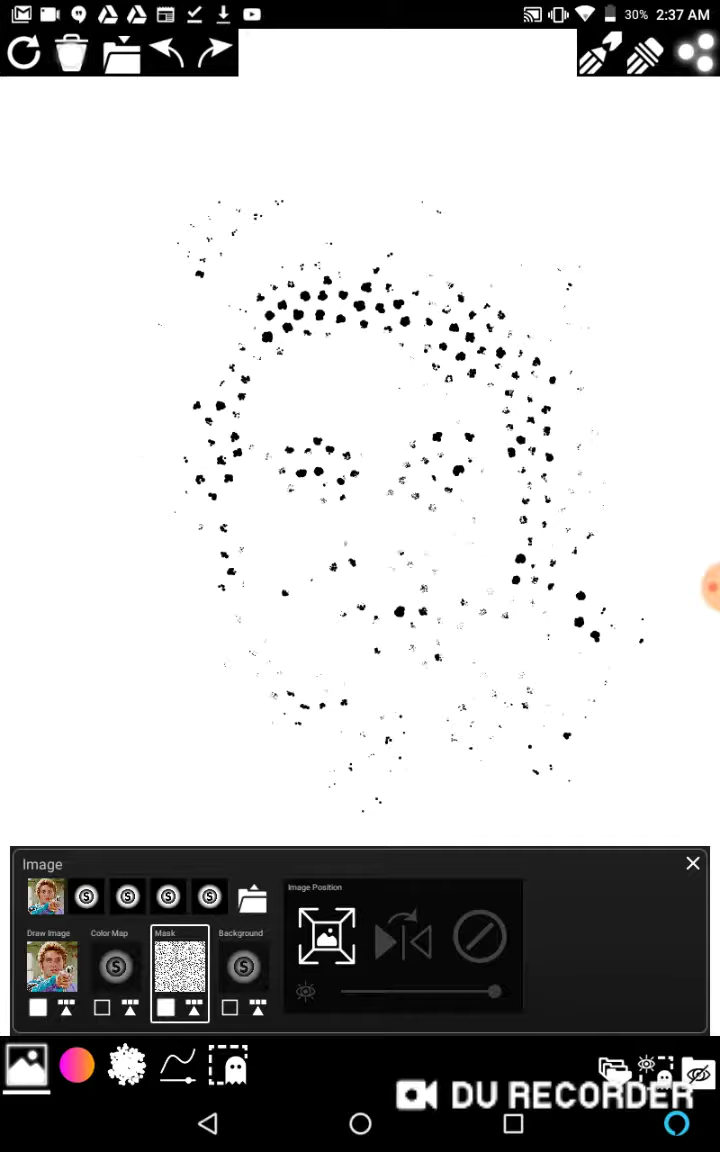 30% 2:37 AM
Image
Image Position
Draw Image Color Map Mask Background
S S S S
S S
DU RECORDER